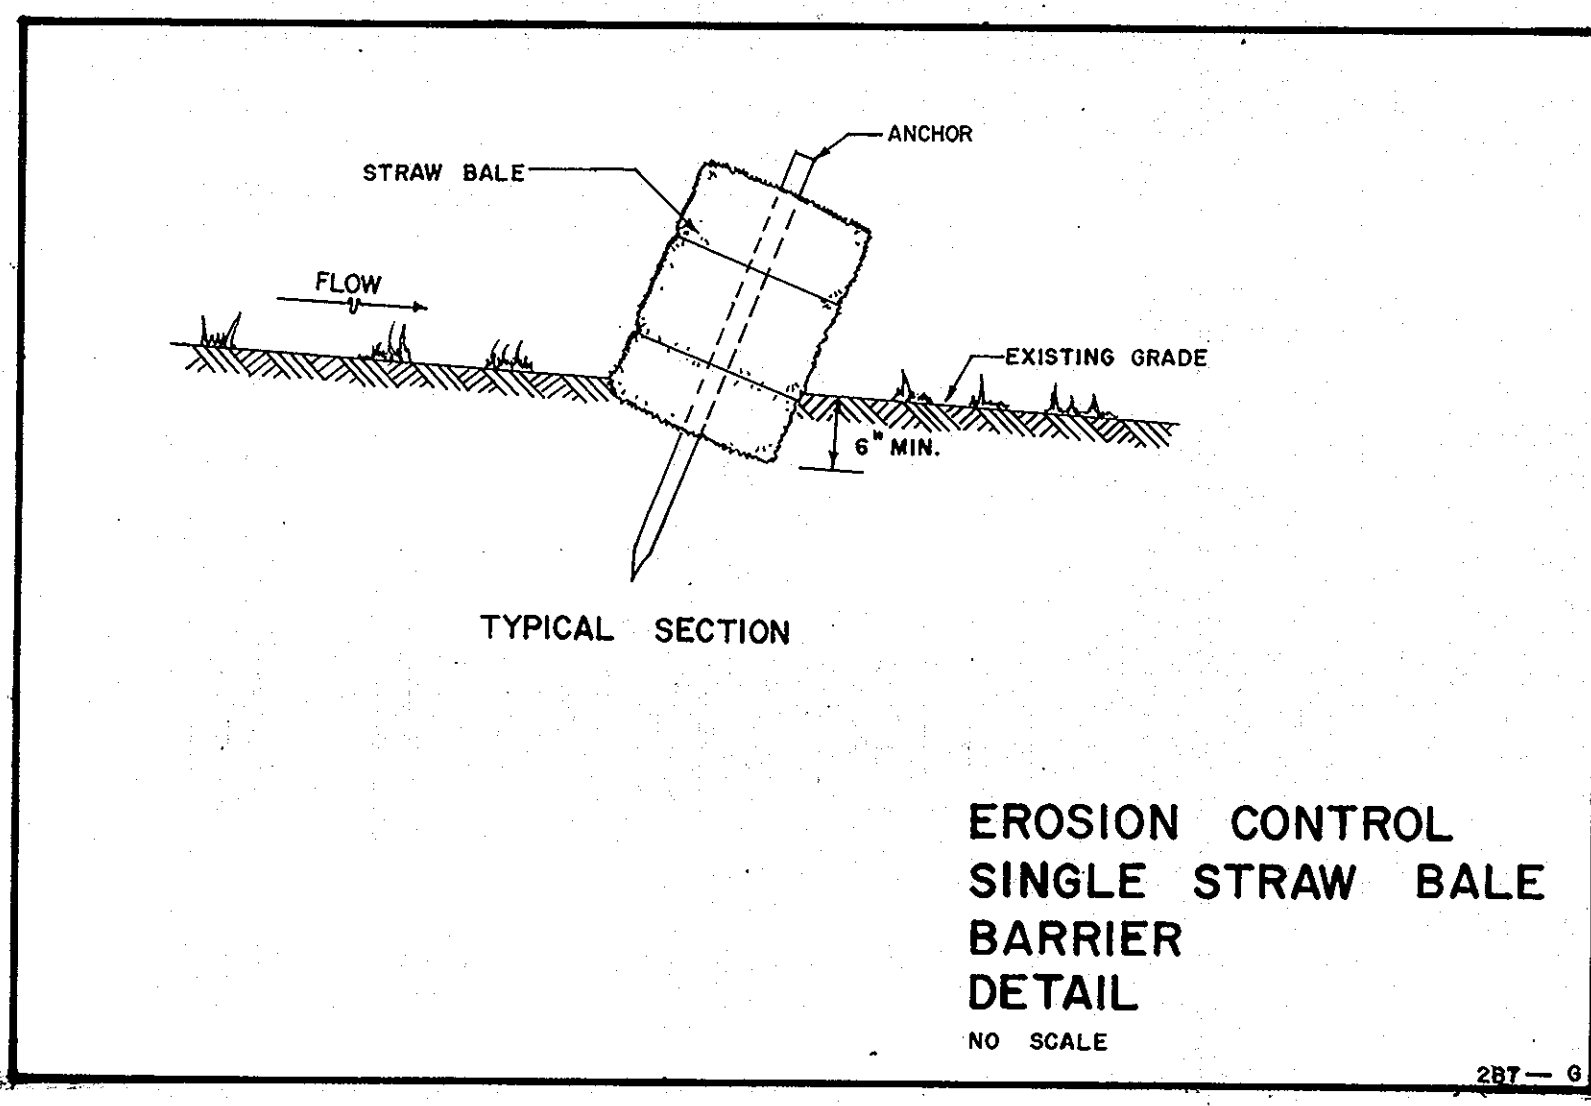 ANCHOR
STRAW BALE
FLOW
EXISTING GRADE
6" MIN.
TYPICAL SECTION
EROSION CONTROL
SINGLE STRAW BALE
BARRIER
DETAIL
NO SCALE
2B7 — G